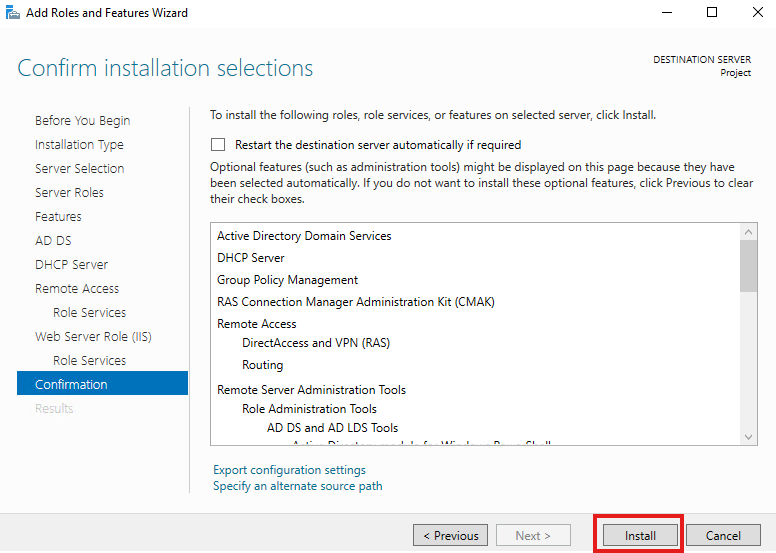 Add Roles and Features Wizard
Confirm installation selections
DESTINATION SERVER
Project
Before You Begin
Installation Type
Server Selection
Server Roles
Features
AD DS
DHCP Server
Remote Access
Role Services
Web Server Role (IIS)
Role Services
Confirmation
Results
To install the following roles, role services, or features on selected server, click Install.
Restart the destination server automatically if required
Optional features (such as administration tools) might be displayed on this page because they have
been selected automatically. If you do not want to install these optional features, click Previous to clear
their check boxes.
Active Directory Domain Services
DHCP Server
Group Policy Management
RAS Connection Manager Administration Kit (CMAK)
Remote Access
DirectAccess and VPN (RAS)
Routing
Remote Server Administration Tools
Role Administration Tools
AD DS and AD LDS Tools
Active Directory module for Windows PowerShell
Export configuration settings
Specify an alternate source path
< Previous
Next >
Install
Cancel